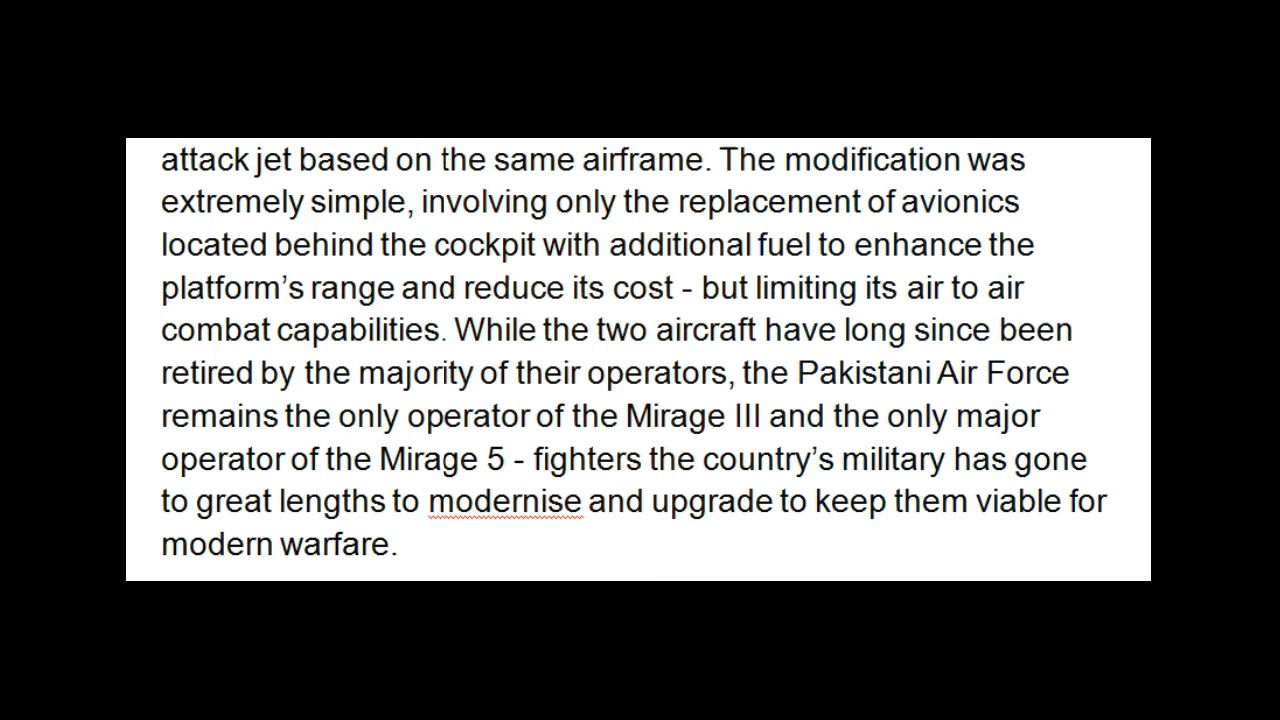 attack jet based on the same airframe. The modification was
extremely simple, involving only the replacement of avionics
located behind the cockpit with additional fuel to enhance the
platform’s range and reduce its cost - but limiting its air to air
combat capabilities. While the two aircraft have long since been
retired by the majority of their operators, the Pakistani Air Force
remains the only operator of the Mirage III and the only major
operator of the Mirage 5 - fighters the country’s military has gone
to great lengths to modernise and upgrade to keep them viable for
modern warfare.